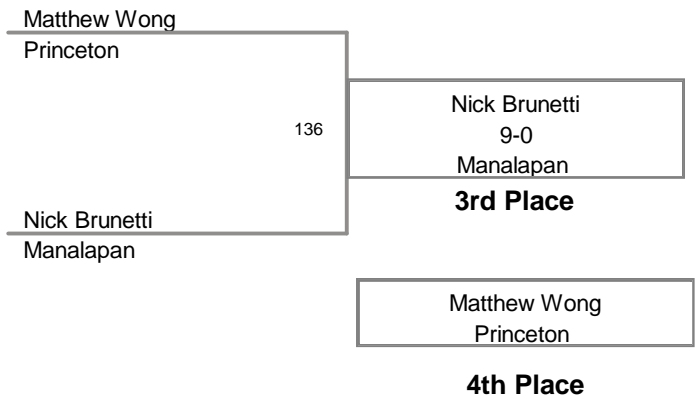 Matthew Wong
Princeton
136
Nick Brunetti
9-0
Manalapan
3rd Place
Nick Brunetti
Manalapan
Matthew Wong
Princeton
4th Place